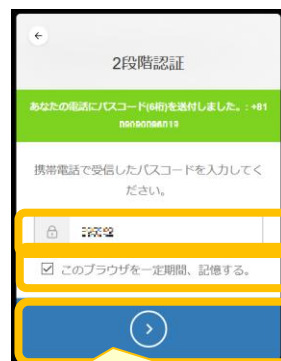 2段階認証
あなたの電話にパスコード(6桁)を送付しました。: +81
携帯電話で受信したパスコードを入力してく
ださい。
このブラウザを一定期間、記憶する。